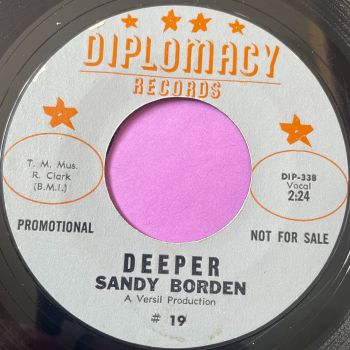 DIPLOMACY
RECORDS
T. M. Mus.
R. Clark
(B.M.I.)
DIP-338
Vocal
2:24
PROMOTIONAL
NOT FOR SALE
DEEPER
SANDY BORDEN
A Versil Production
# 19